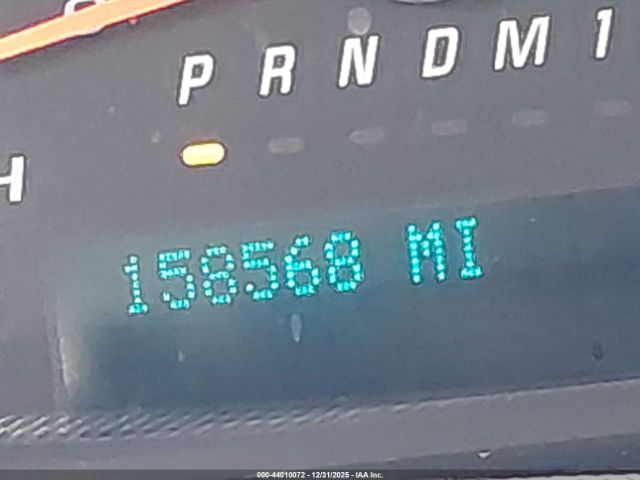 P R N D M 1
H
158568 MI
000-44010072 - 12/31/2025 - IAA Inc.